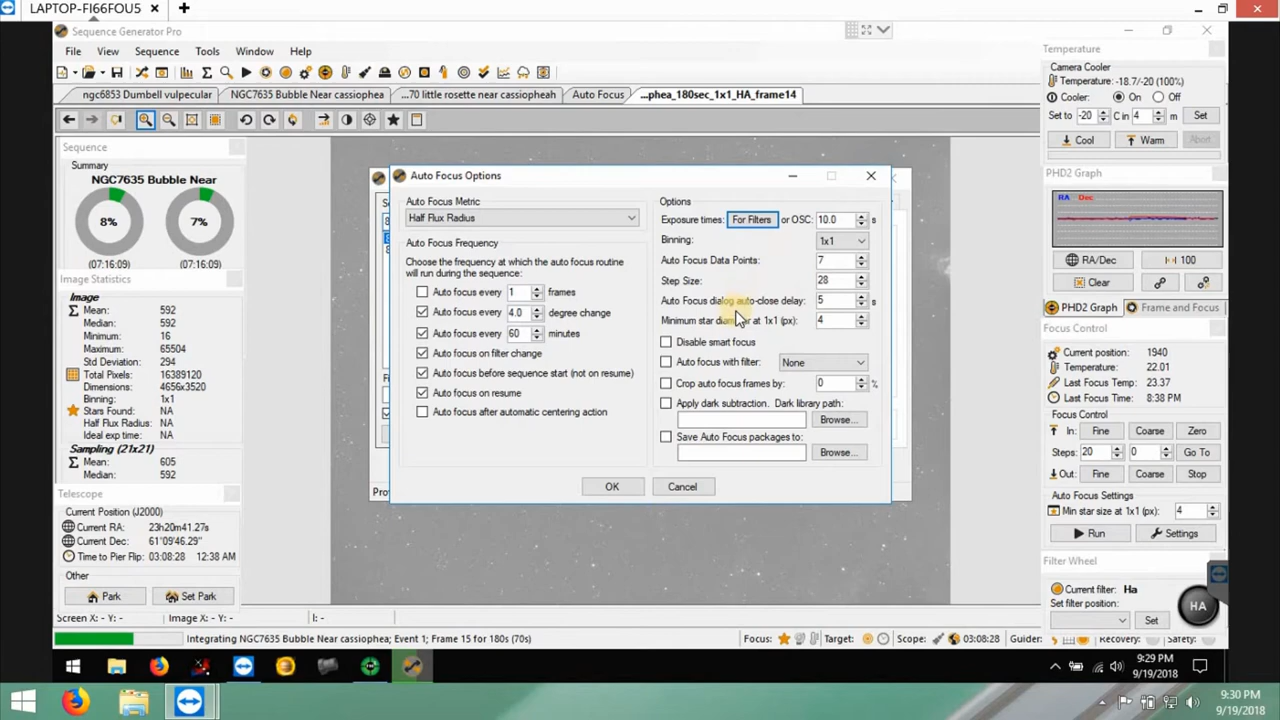 LAPTOP-FI66FOU5
Sequence Generator Pro
File View Sequence Tools Window Help
ngc6853 Dumbell vulpecular
NGC7635 Bubble Near cassiophea
...70 little rosette near cassiopheah
Auto Focus
...phea_180sec_1x1_HA_frame14
Sequence
Summary
NGC7635 Bubble Near
8% 7%
(07:16:09) (07:16:09)
Image Statistics
Image
Mean: 592
Median: 592
Minimum: 16
Maximum: 65504
Std Deviation: 294
Total Pixels: 16389120
Dimensions: 4656x3520
Binning: 1x1
Stars Found: NA
Half Flux Radius: NA
Ideal exp time: NA
Sampling (21x21)
Mean: 605
Median: 592
Telescope
Current Position (J2000)
Current RA: 23h20m41.27s
Current Dec: 61°09'46.29"
Time to Pier Flip: 03:08:28 12:38 AM
Other
Park Set Park
Auto Focus Options
Auto Focus Metric
Half Flux Radius
Auto Focus Frequency
Choose the frequency at which the auto focus routine
will run during the sequence:
Auto focus every 1 frames
Auto focus every 4.0 degree change
Auto focus every 60 minutes
Auto focus on filter change
Auto focus before sequence start (not on resume)
Auto focus on resume
Auto focus after automatic centering action
Options
Exposure times: For Filters or OSC: 10.0 s
Binning: 1x1
Auto Focus Data Points: 7
Step Size: 28
Auto Focus dialog auto-close delay: 5 s
Minimum star diameter at 1x1 (px): 4
Disable smart focus
Auto focus with filter: None
Crop auto focus frames by: 0 %
Apply dark subtraction. Dark library path:
Browse...
Save Auto Focus packages to:
Browse...
OK Cancel
Temperature
Camera Cooler
Temperature: -18.7/-20 (100%)
Cooler: On Off
Set to -20 C in 4 m Set
Cool Warm Abort
PHD2 Graph
RA/Dec
RA/Dec 100
Clear
PHD2 Graph Frame and Focus
Focus Control
Current position: 1940
Temperature: 22.01
Last Focus Temp: 23.37
Last Focus Time: 8:38 PM
Focus Control
In: Fine Coarse Zero
Steps: 20 0 Go To
Out: Fine Coarse Stop
Auto Focus Settings
Min star size at 1x1 (px): 4
Run Settings
Filter Wheel
Current filter: Ha
Set filter position:
HA
Set
Screen X: - Y: - Image X: - Y: - I: -
Integrating NGC7635 Bubble Near cassiophea; Event 1; Frame 15 for 180s (70s)
Focus: Target: Scope: 03:08:28 Guider: Recovery: Safety:
9:29 PM
9/19/2018
9:30 PM
9/19/2018